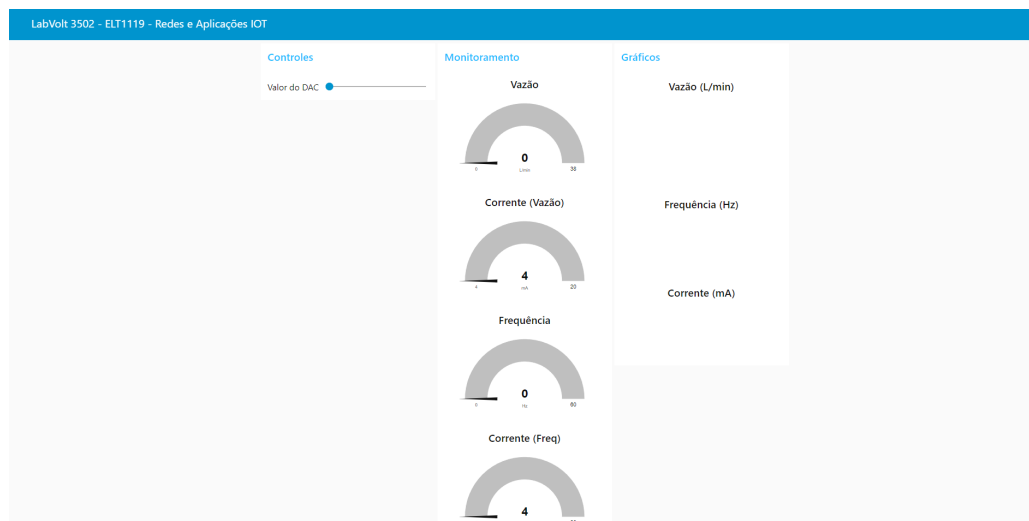 LabVolt 3502 - ELT1119 - Redes e Aplicações IOT
Controles
Valor do DAC
Monitoramento
Vazão
0
L/min
0
38
Corrente (Vazão)
4
mA
4
20
Frequência
0
Hz
0
60
Corrente (Freq)
4
Gráficos
Vazão (L/min)
Frequência (Hz)
Corrente (mA)